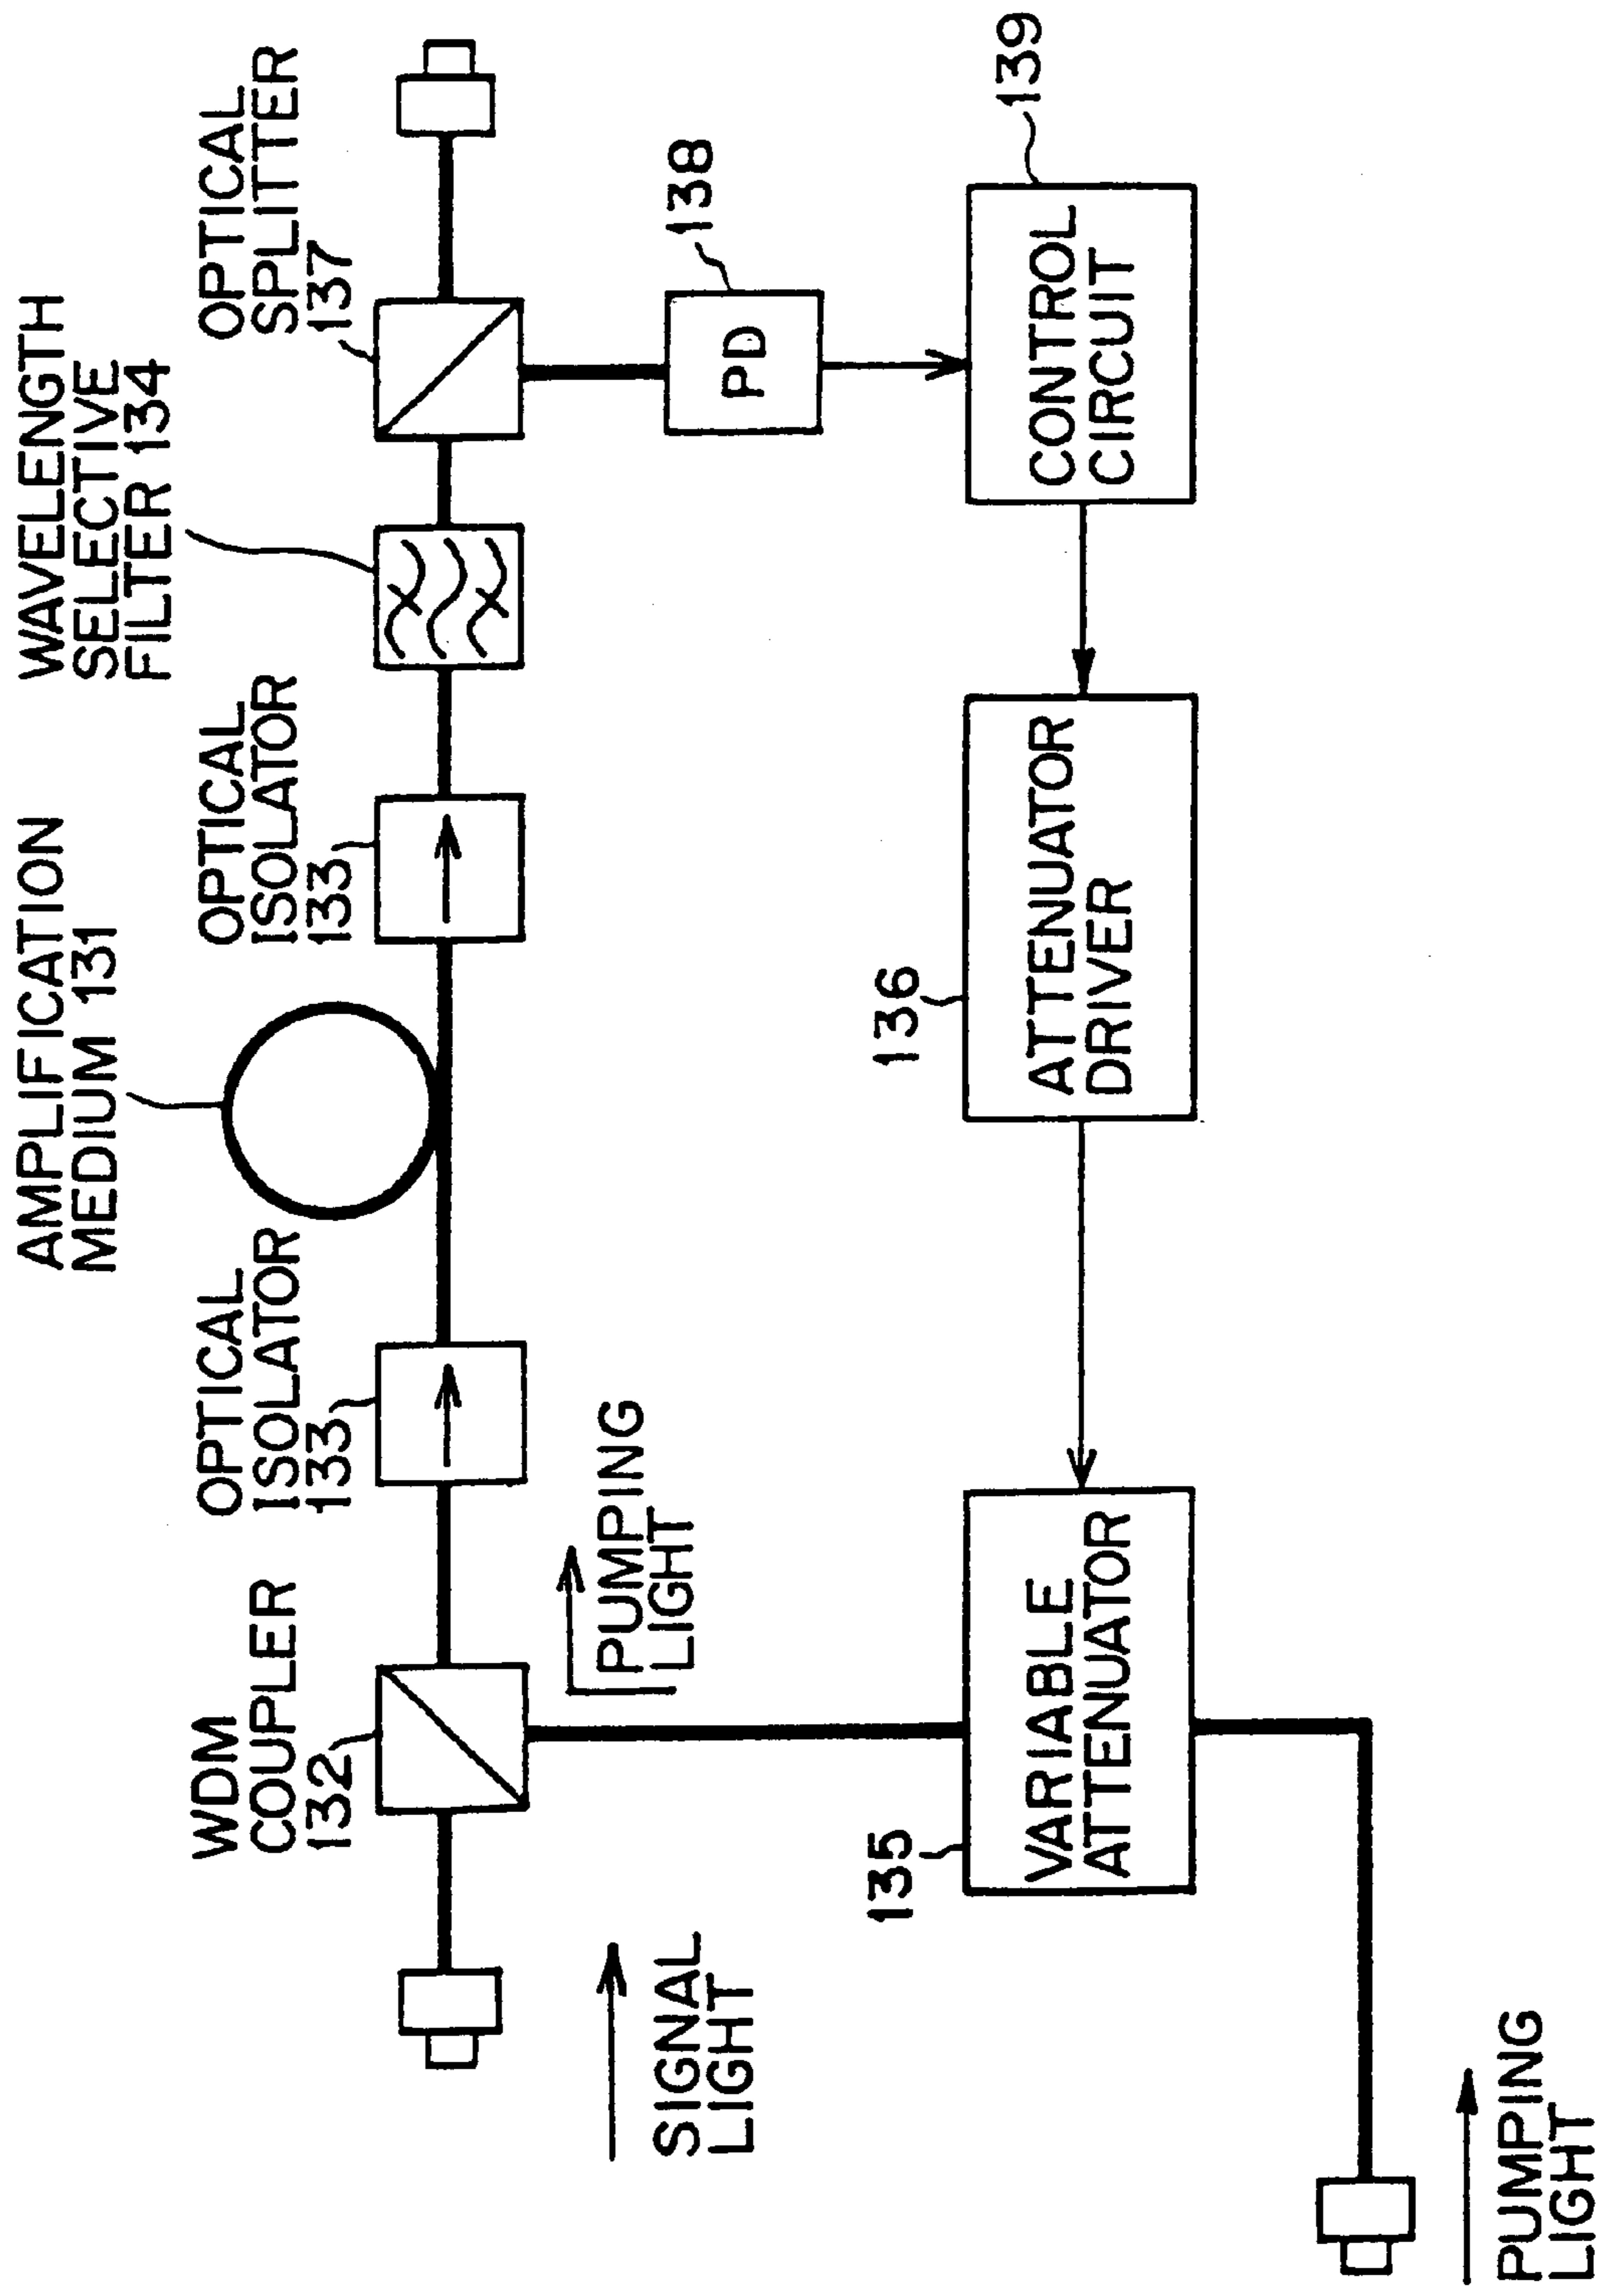 AMPLIFICATION
MEDIUM 131
WAVELENGTH
SELECTIVE
FILTER 134
WDM
COUPLER
132
OPTICAL
ISOLATOR
133
OPTICAL
ISOLATOR
133
OPTICAL
SPLITTER
137
SIGNAL
LIGHT
PUMPING
LIGHT
PD
138
135
VARIABLE
ATTENUATOR
136
ATTENUATOR
DRIVER
CONTROL
CIRCUIT
139
PUMPING
LIGHT